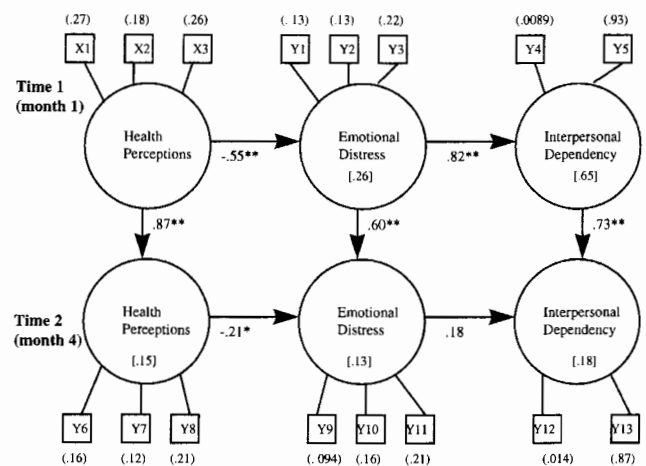 (.27) (.18) (.26) (. 13) (.13) (.22) (.0089) (.93)
X1 X2 X3 Y1 Y2 Y3 Y4 Y5
Time 1
(month 1)
Health
Perceptions
-.55**
Emotional
Distress
[.26]
.82**
Interpersonal
Dependency
[.65]
.87** .60** .73**
Time 2
(month 4)
Health
Perceptions
[.15]
-.21*
Emotional
Distress
[.13]
.18
Interpersonal
Dependency
[.18]
Y6 Y7 Y8 Y9 Y10 Y11 Y12 Y13
(.16) (.12) (.21) (. 094) (.16) (.21) (.014) (.87)